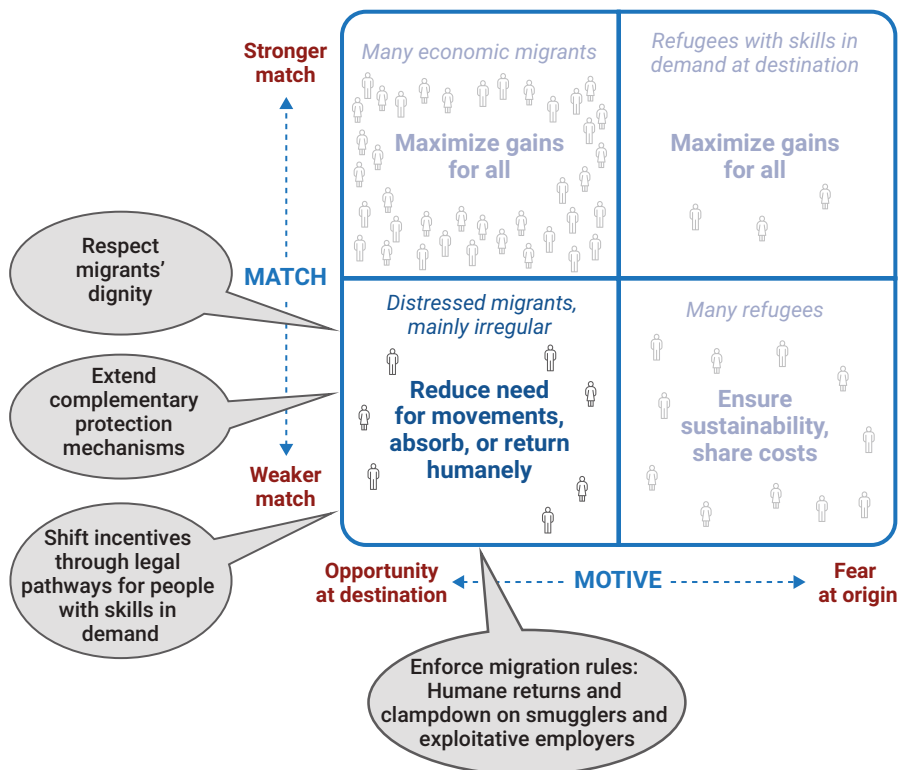 Stronger
match
Many economic migrants
Maximize gains
for all
Refugees with skills in
demand at destination
Maximize gains
for all
Respect
migrants’
dignity
MATCH
Distressed migrants,
mainly irregular
Reduce need
for movements,
absorb, or return
humanely
Many refugees
Ensure
sustainability,
share costs
Extend
complementary
protection
mechanisms
Weaker
match
Shift incentives
through legal
pathways for people
with skills in
demand
Opportunity
at destination
MOTIVE
Fear
at origin
Enforce migration rules:
Humane returns and
clampdown on smugglers and
exploitative employers